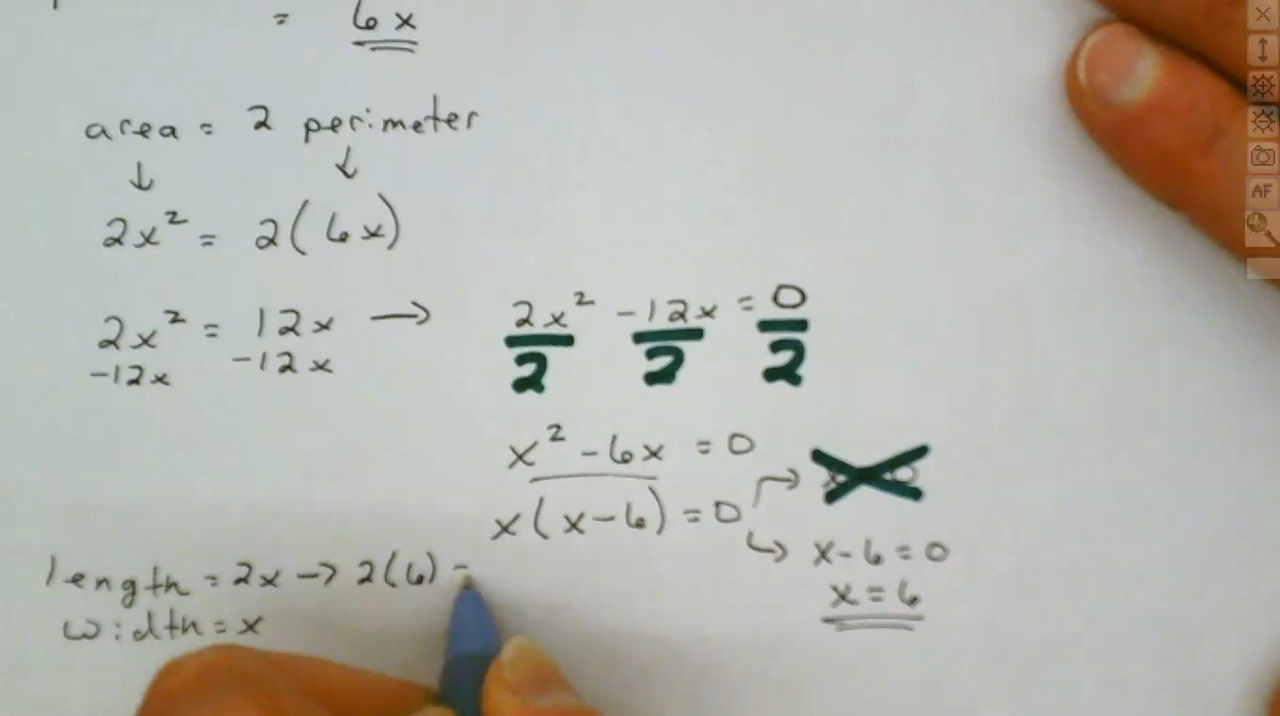 = 6x
area = 2 perimeter
↓ ↓
2x² = 2(6x)
2x² = 12x → 2x² - 12x = 0
-12x -12x 2 2 2
x² - 6x = 0
x(x-6) = 0
x-6=0
x=6
length = 2x → 2(6) =
width = x
AF